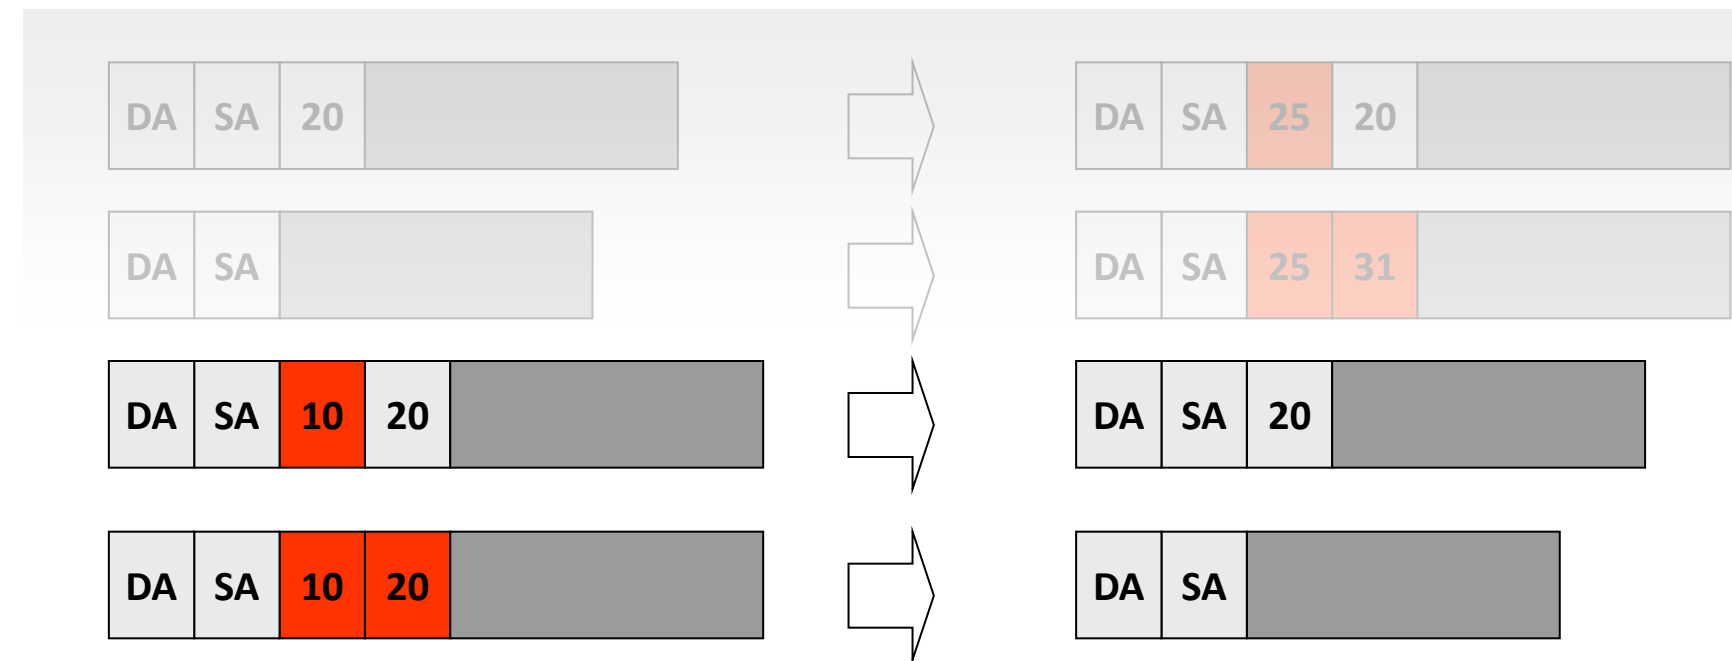 DA SA 20 DA SA 25 20
DA SA DA SA 25 31
DA SA 10 20 DA SA 20
DA SA 10 20 DA SA